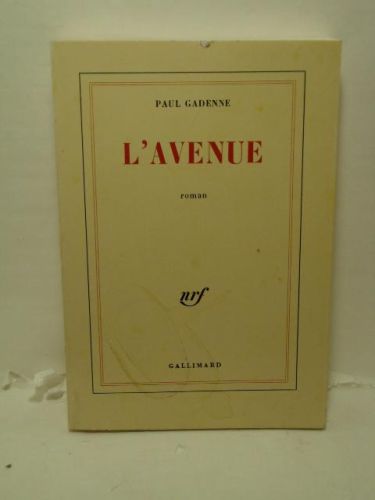 PAUL GADENNE
L'AVENUE
roman
nrf
GALLIMARD